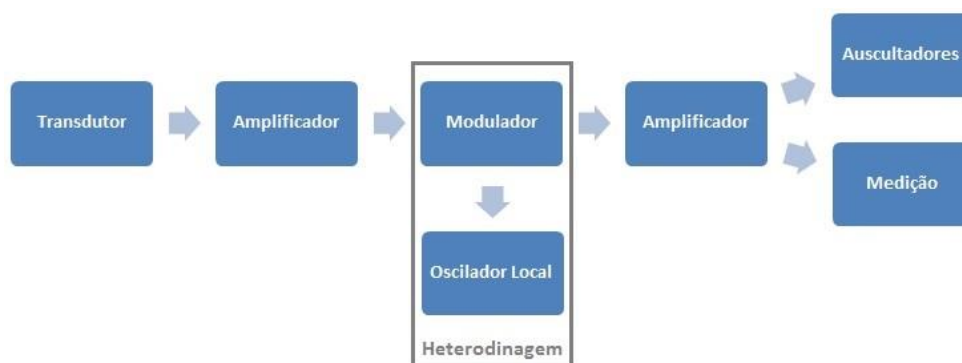 Transdutor
Amplificador
Modulador
Amplificador
Auscultadores
Medição
Oscilador Local
Heterodinagem